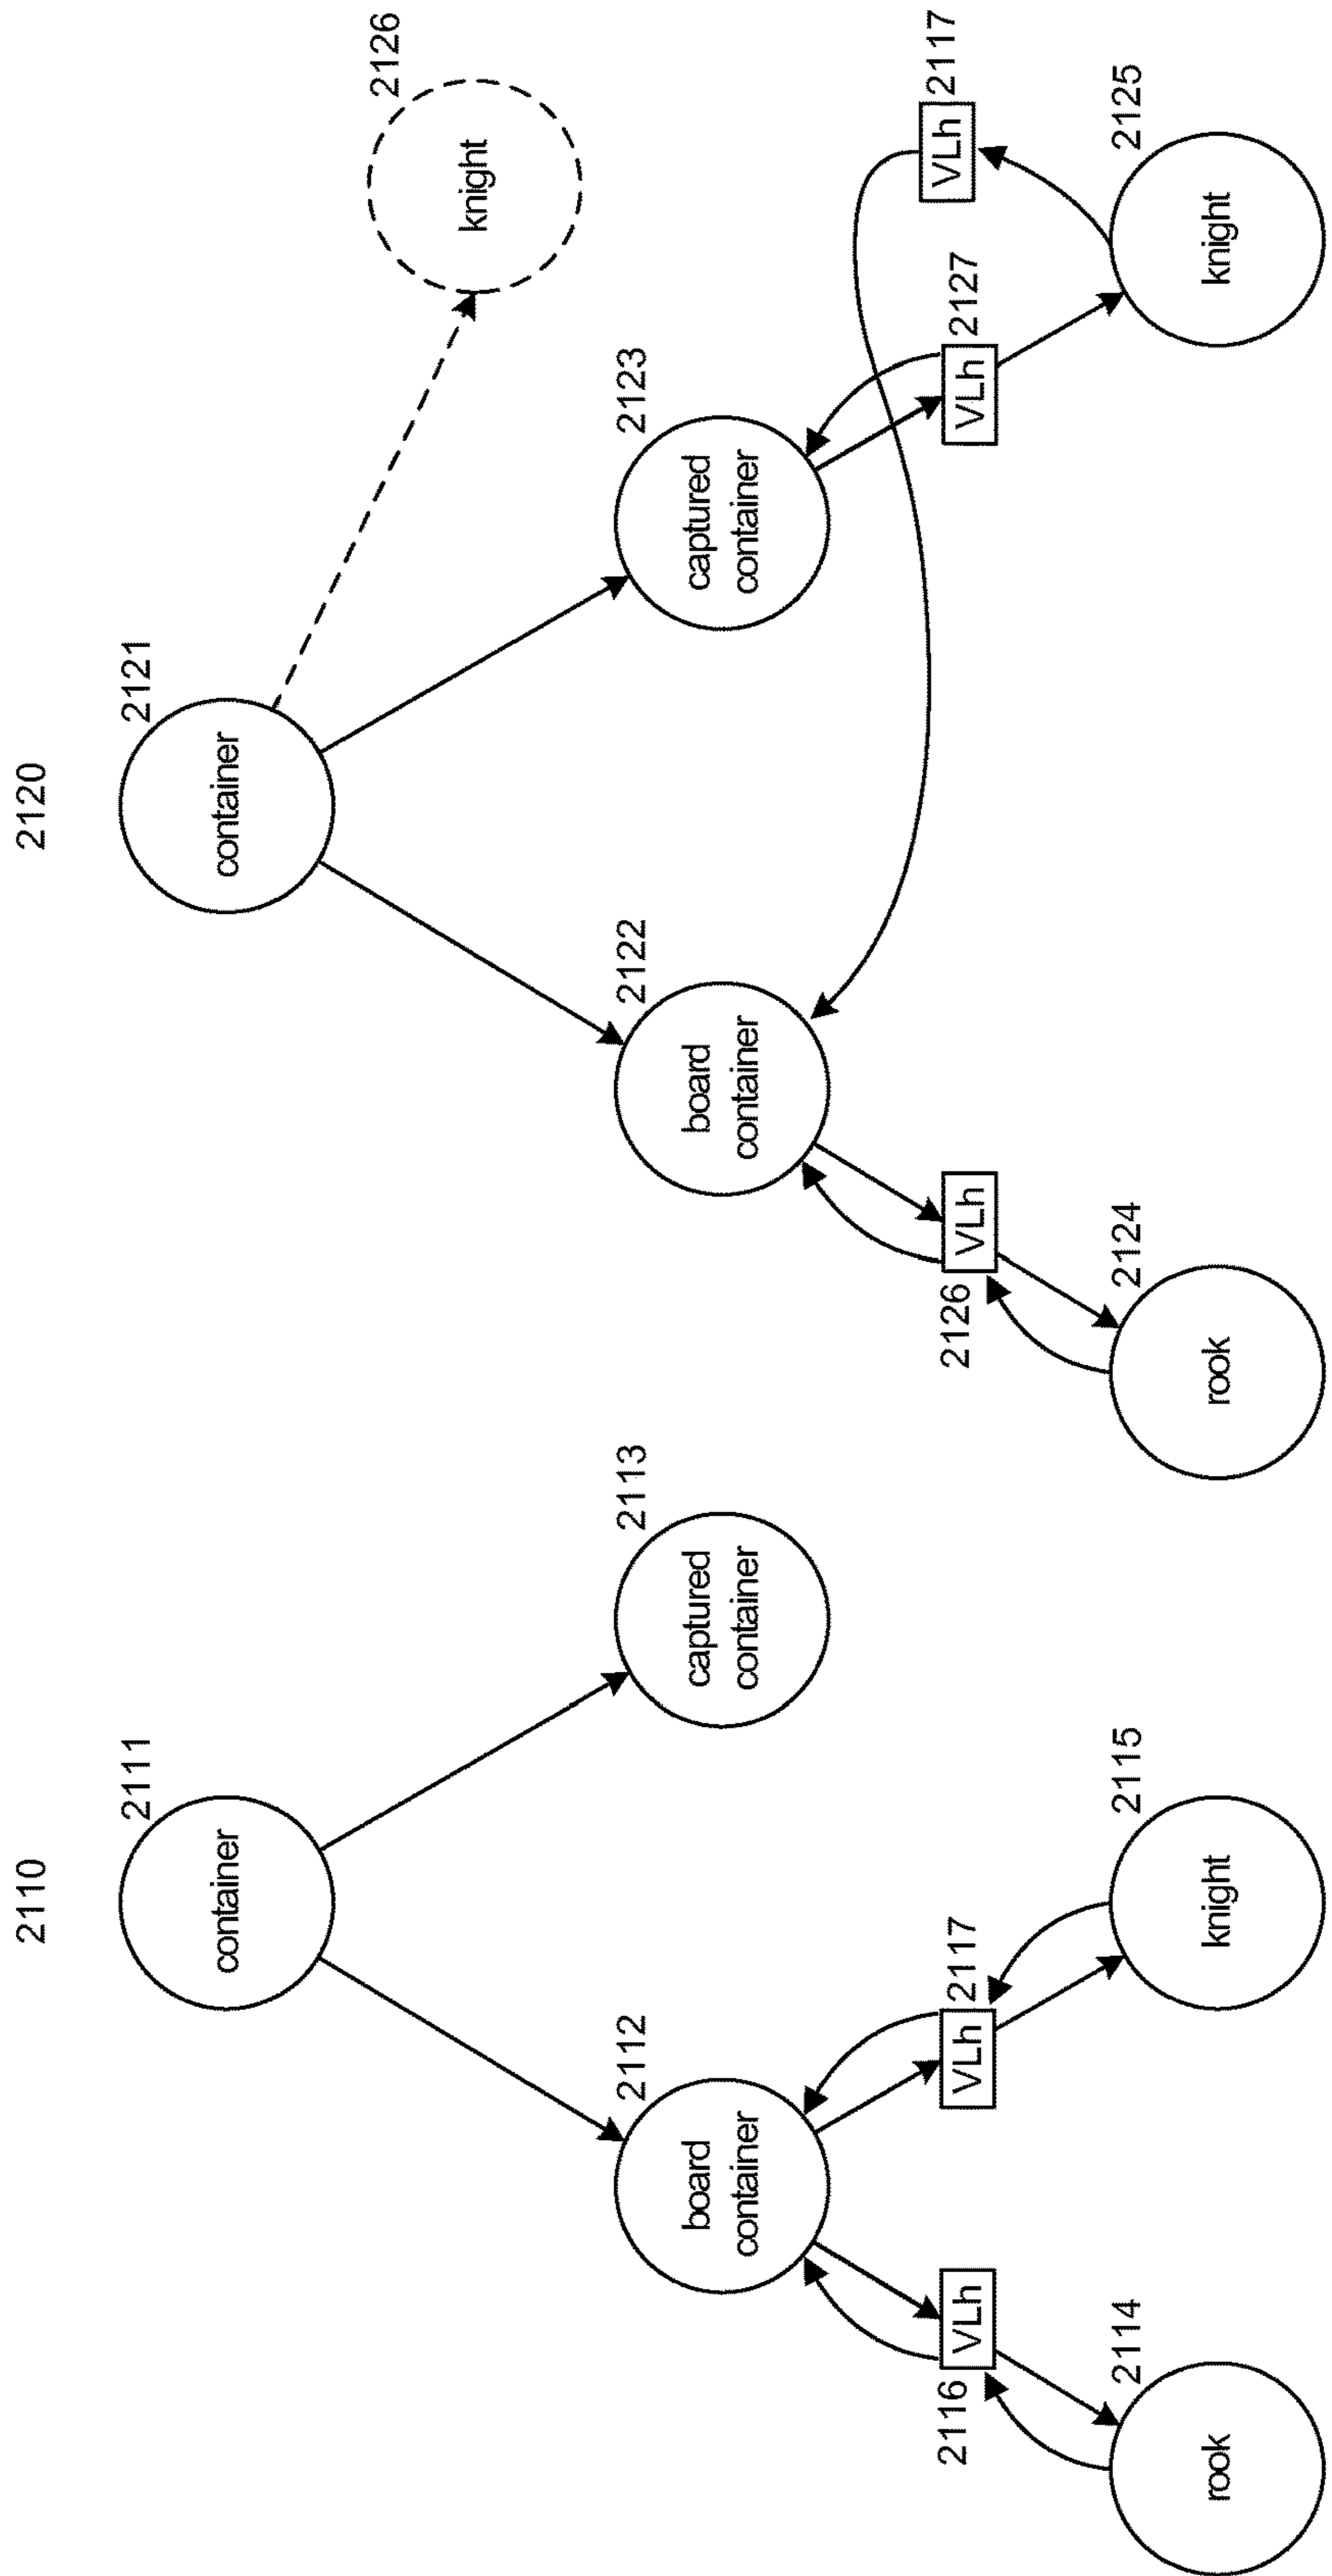 2110
2111
container
2112
board
container
2113
captured
container
2116
VLh
VLh
2117
2114
rook
2115
knight
2120
2121
container
2126
knight
2122
board
container
2123
captured
container
2126
VLh
VLh
2127
VLh
2117
2124
rook
2125
knight